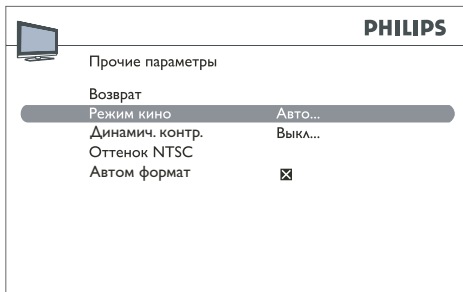 PHILIPS
Прочие параметры
Возврат
Режим кино Авто...
Динамич. контр. Выкл...
Оттенок NTSC
Автом формат